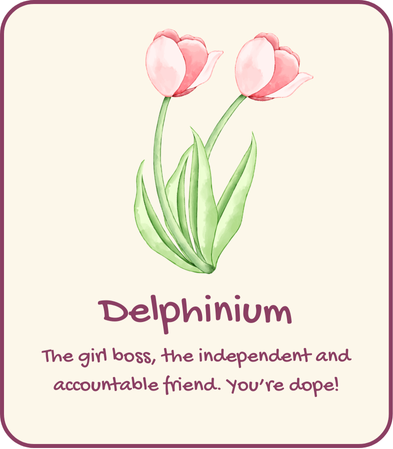 Delphinium
The girl boss, the independent and
accountable friend. You're dope!